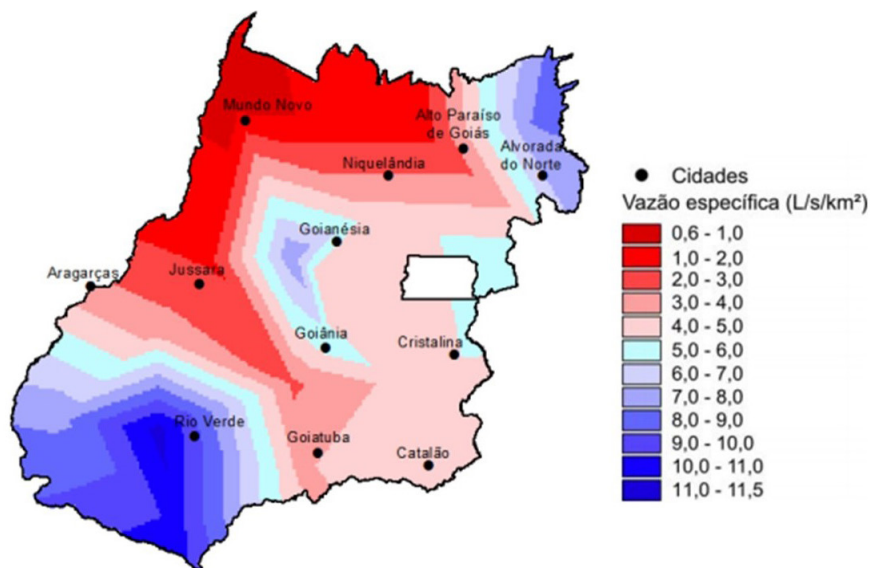 Mundo Novo
Alto Paraíso
de Goiás
Alvorada
do Norte
Niquelândia
Goianésia
Aragarças
Jussara
Goiânia
Cristalina
Rio Verde
Goiatuba
Catalão
Cidades
Vazão específica (L/s/km²)
0,6 - 1,0
1,0 - 2,0
2,0 - 3,0
3,0 - 4,0
4,0 - 5,0
5,0 - 6,0
6,0 - 7,0
7,0 - 8,0
8,0 - 9,0
9,0 - 10,0
10,0 - 11,0
11,0 - 11,5